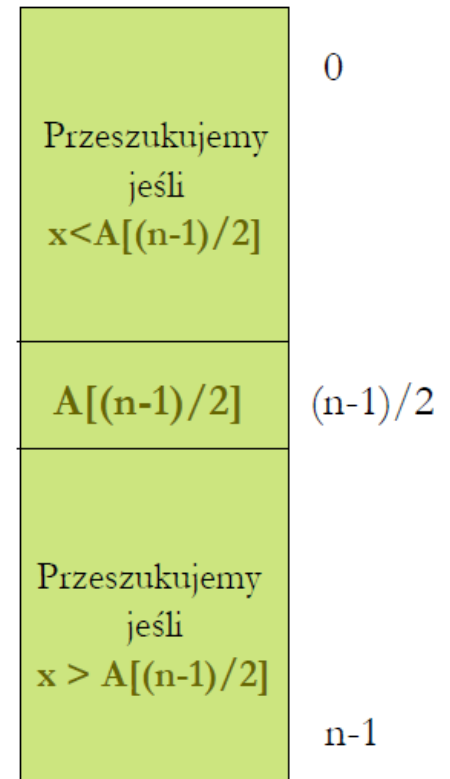 0
Przeszukujemy
jeśli
x<A[(n-1)/2]
A[(n-1)/2]
(n-1)/2
Przeszukujemy
jeśli
x > A[(n-1)/2]
n-1